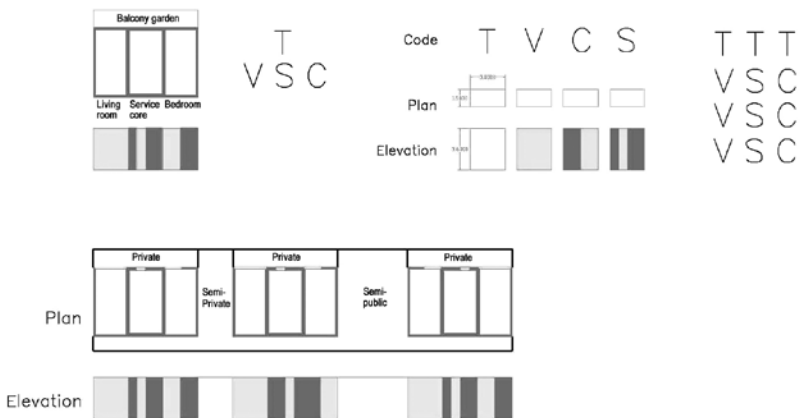 Balcony garden
Living room
Service core
Bedroom
T
V S C
Code T V C S
Plan
Elevation
T T T
V S C
V S C
V S C
Private Private Private
Semi-Private
Semi-public
Plan
Elevation